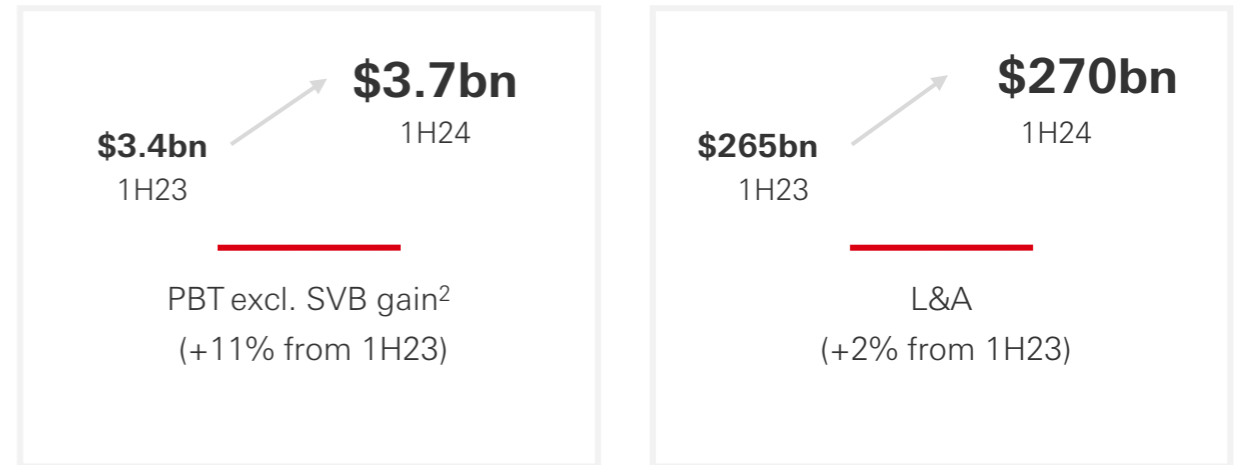 $3.7bn
1H24
$3.4bn
1H23
PBT excl. SVB gain²
(+11% from 1H23)
$270bn
1H24
$265bn
1H23
L&A
(+2% from 1H23)